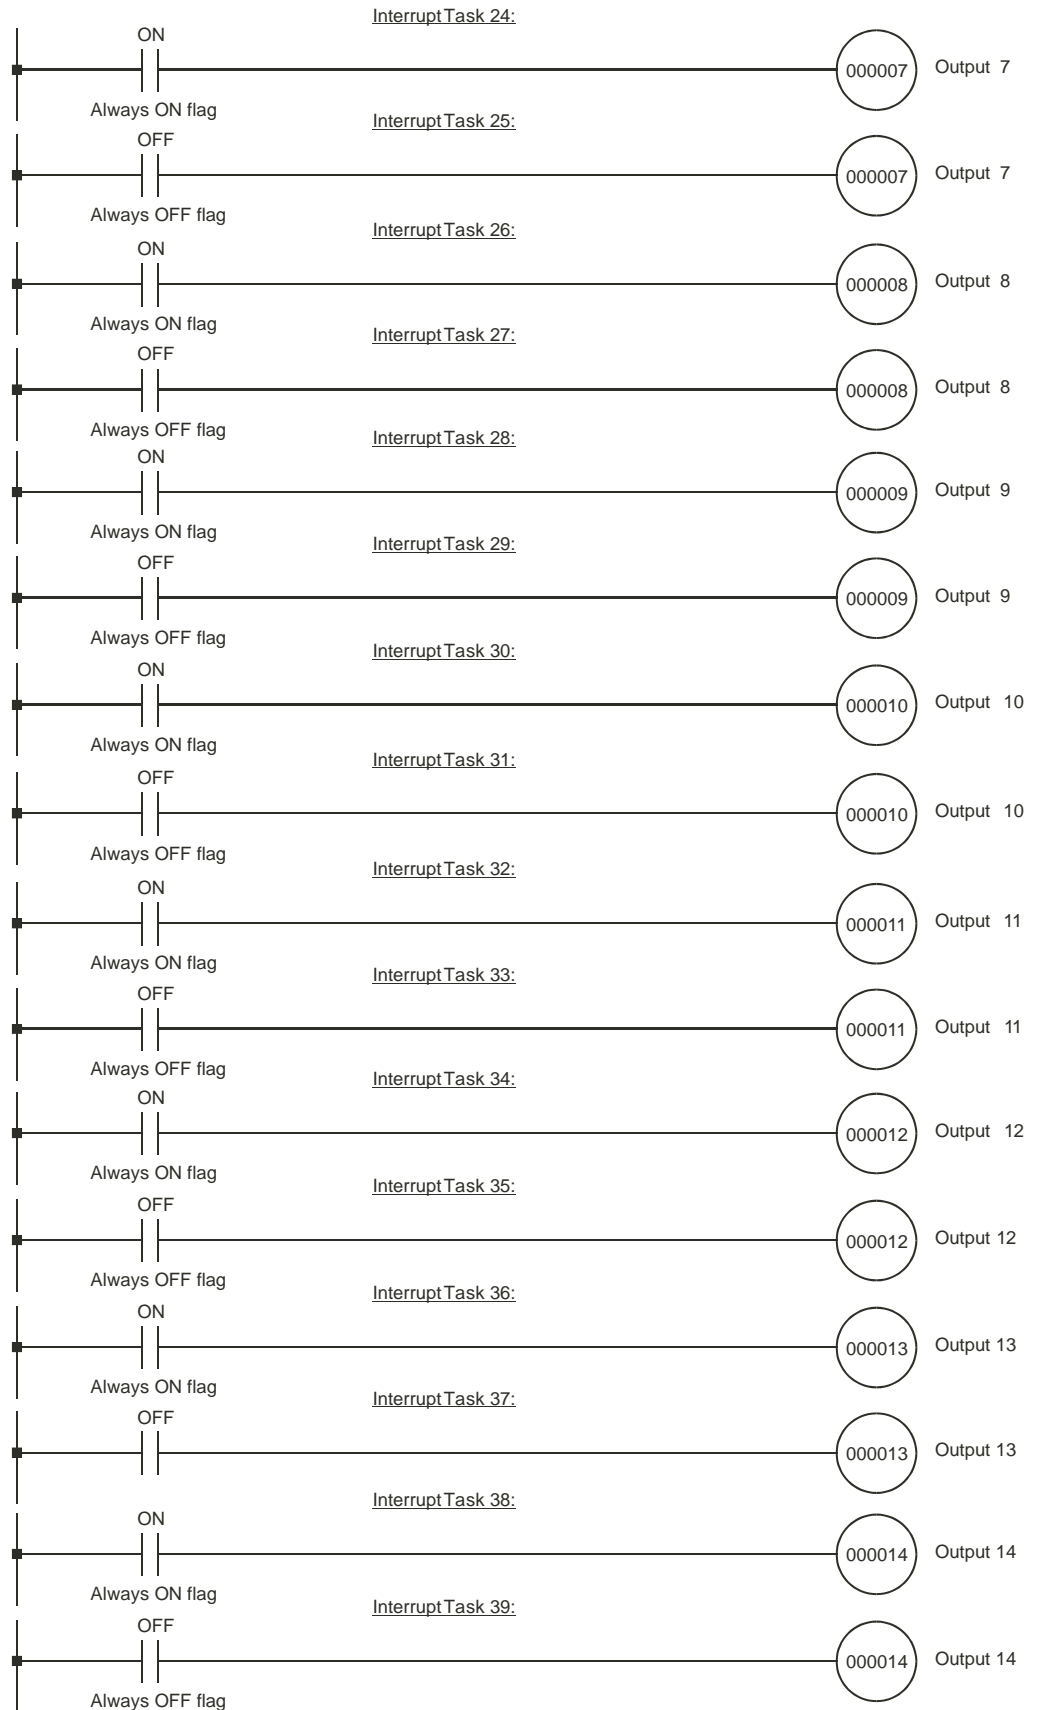 Interrupt Task 24:
ON
000007 Output 7
Always ON flag
Interrupt Task 25:
OFF
000007 Output 7
Always OFF flag
Interrupt Task 26:
ON
000008 Output 8
Always ON flag
Interrupt Task 27:
OFF
000008 Output 8
Always OFF flag
Interrupt Task 28:
ON
000009 Output 9
Always ON flag
Interrupt Task 29:
OFF
000009 Output 9
Always OFF flag
Interrupt Task 30:
ON
000010 Output 10
Always ON flag
Interrupt Task 31:
OFF
000010 Output 10
Always OFF flag
Interrupt Task 32:
ON
000011 Output 11
Always ON flag
Interrupt Task 33:
OFF
000011 Output 11
Always OFF flag
Interrupt Task 34:
ON
000012 Output 12
Always ON flag
Interrupt Task 35:
OFF
000012 Output 12
Always OFF flag
Interrupt Task 36:
ON
000013 Output 13
Always ON flag
Interrupt Task 37:
OFF
000013 Output 13
Interrupt Task 38:
ON
000014 Output 14
Always ON flag
Interrupt Task 39:
OFF
000014 Output 14
Always OFF flag